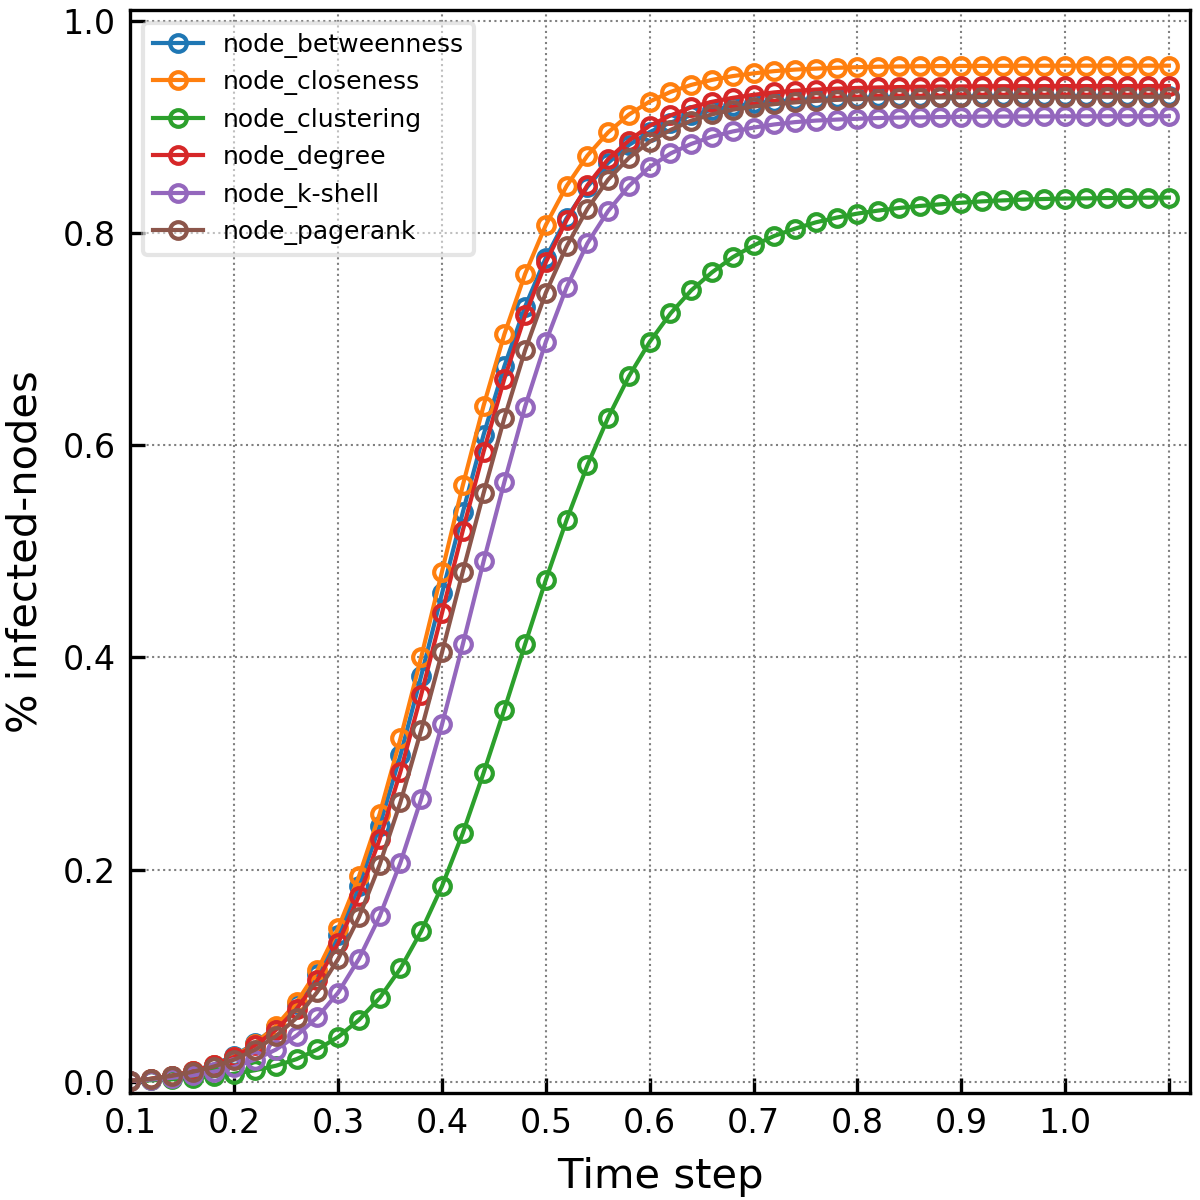 1.0
0.8
0.6
0.4
0.2
0.0
% infected-nodes
node_betweenness
node_closeness
node_clustering
node_degree
node_k-shell
node_pagerank
0.1 0.2 0.3 0.4 0.5 0.6 0.7 0.8 0.9 1.0
Time step